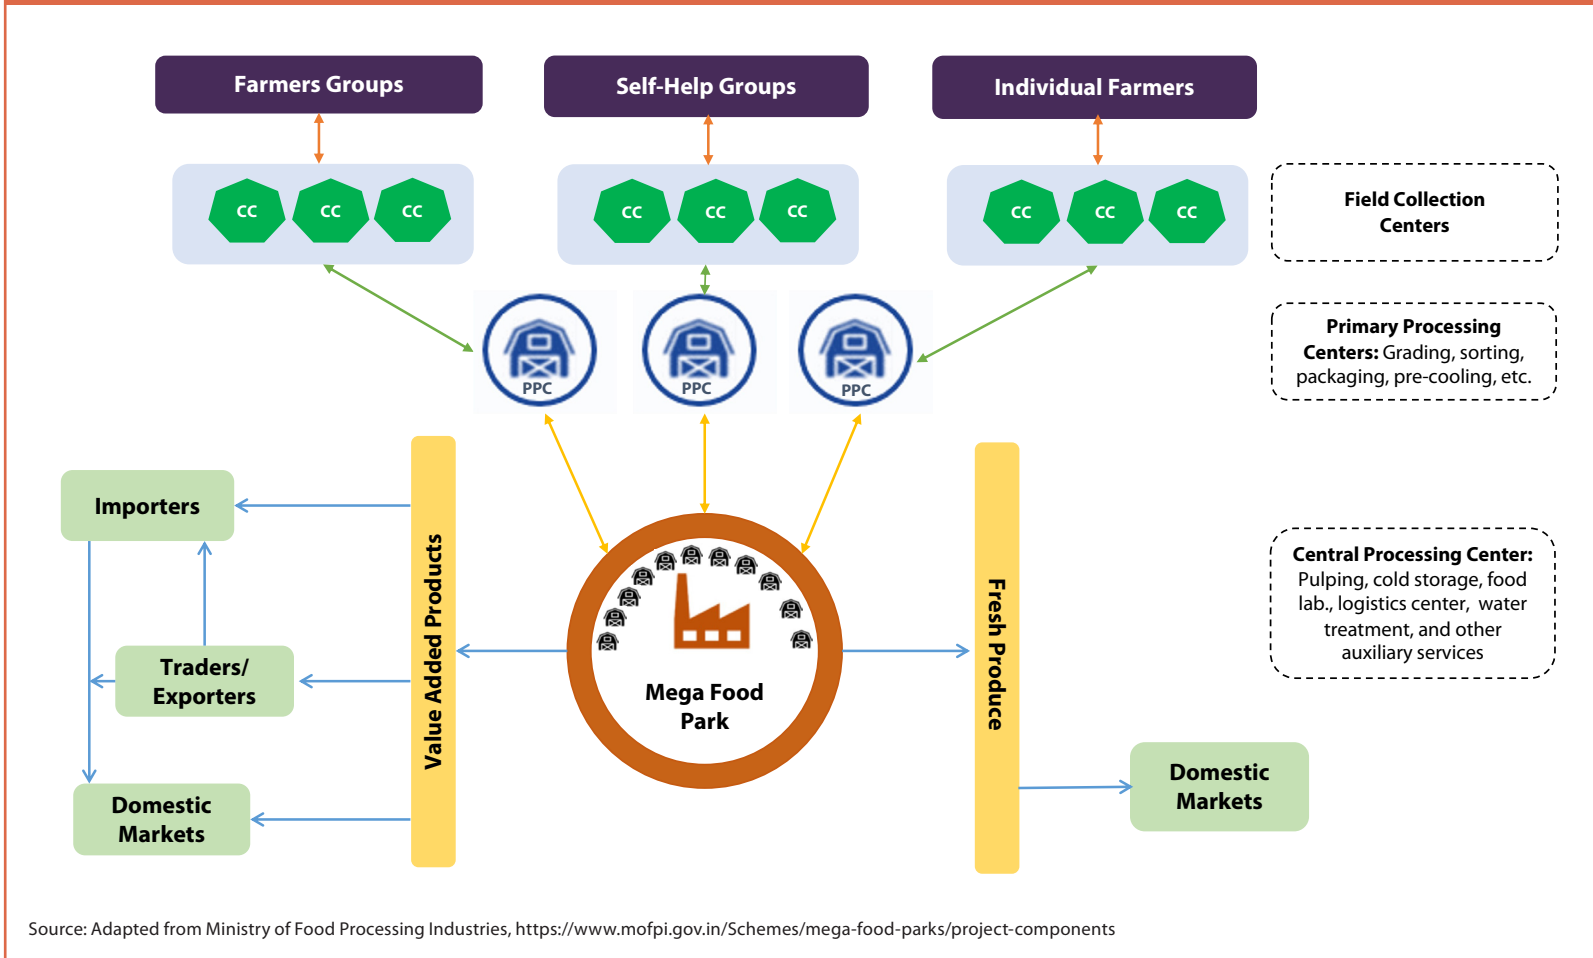 Farmers Groups
Self-Help Groups
Individual Farmers
CC
CC
CC
CC
CC
CC
CC
CC
CC
Field Collection
Centers
PPC
PPC
PPC
Primary Processing
Centers: Grading, sorting,
packaging, pre-cooling, etc.
Importers
Traders/
Exporters
Domestic
Markets
Value Added Products
Mega Food
Park
Fresh Produce
Central Processing Center:
Pulping, cold storage, food
lab., logistics center, water
treatment, and other
auxiliary services
Domestic
Markets
Source: Adapted from Ministry of Food Processing Industries, https://www.mofpi.gov.in/Schemes/mega-food-parks/project-components